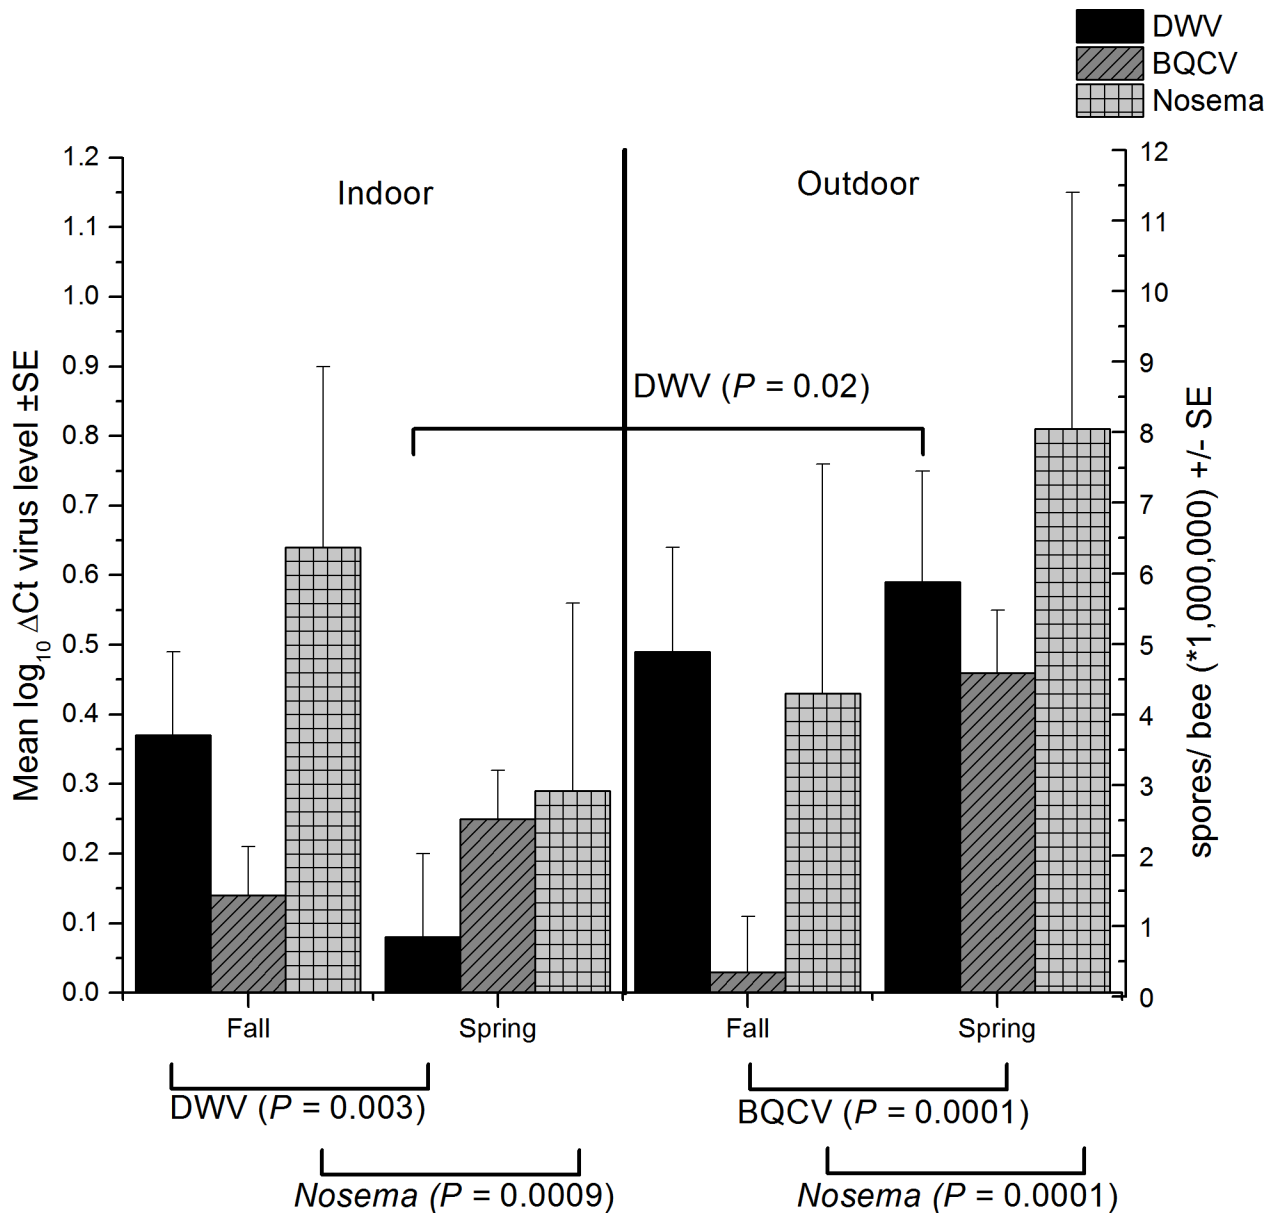 DWV
BQCV
Nosema
Indoor
Outdoor
1.2
1.1
1.0
0.9
0.8
0.7
0.6
0.5
0.4
0.3
0.2
0.1
0.0
Mean log₁₀ ΔCt virus level ±SE
12
11
10
9
8
7
6
5
4
3
2
1
0
spores/ bee (*1,000,000) +/- SE
DWV (P = 0.02)
Fall
Spring
Fall
Spring
DWV (P = 0.003)
BQCV (P = 0.0001)
Nosema (P = 0.0009)
Nosema (P = 0.0001)